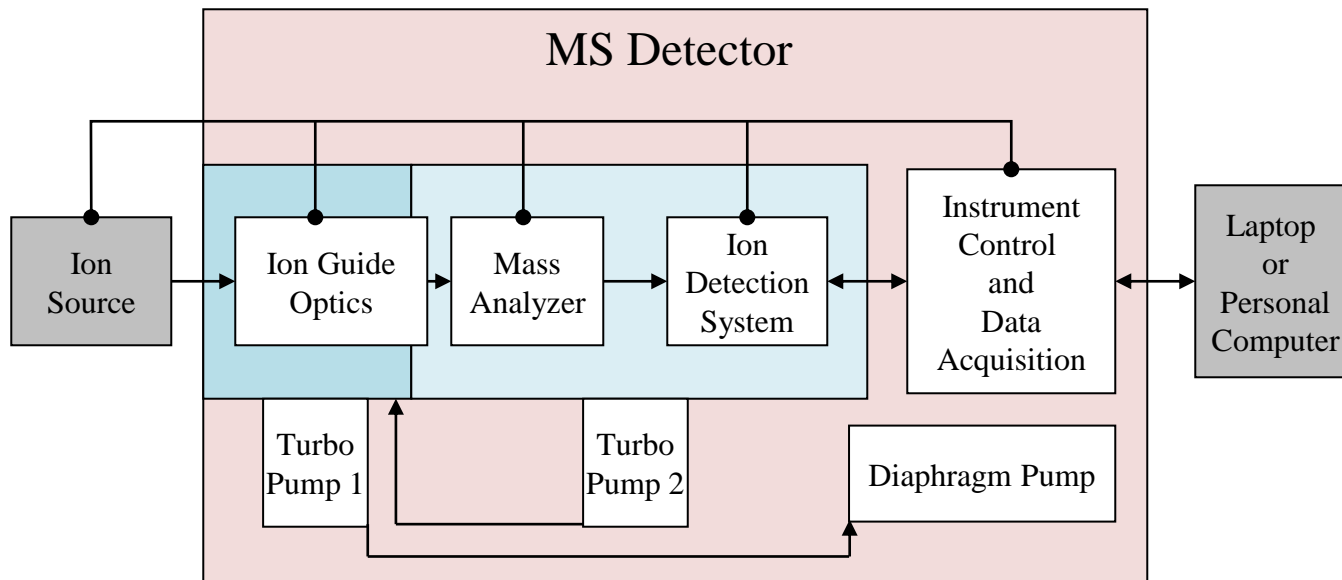 MS Detector
Ion
Source
Ion Guide
Optics
Mass
Analyzer
Ion
Detection
System
Instrument
Control
and
Data
Acquisition
Laptop
or
Personal
Computer
Turbo
Pump 1
Turbo
Pump 2
Diaphragm Pump